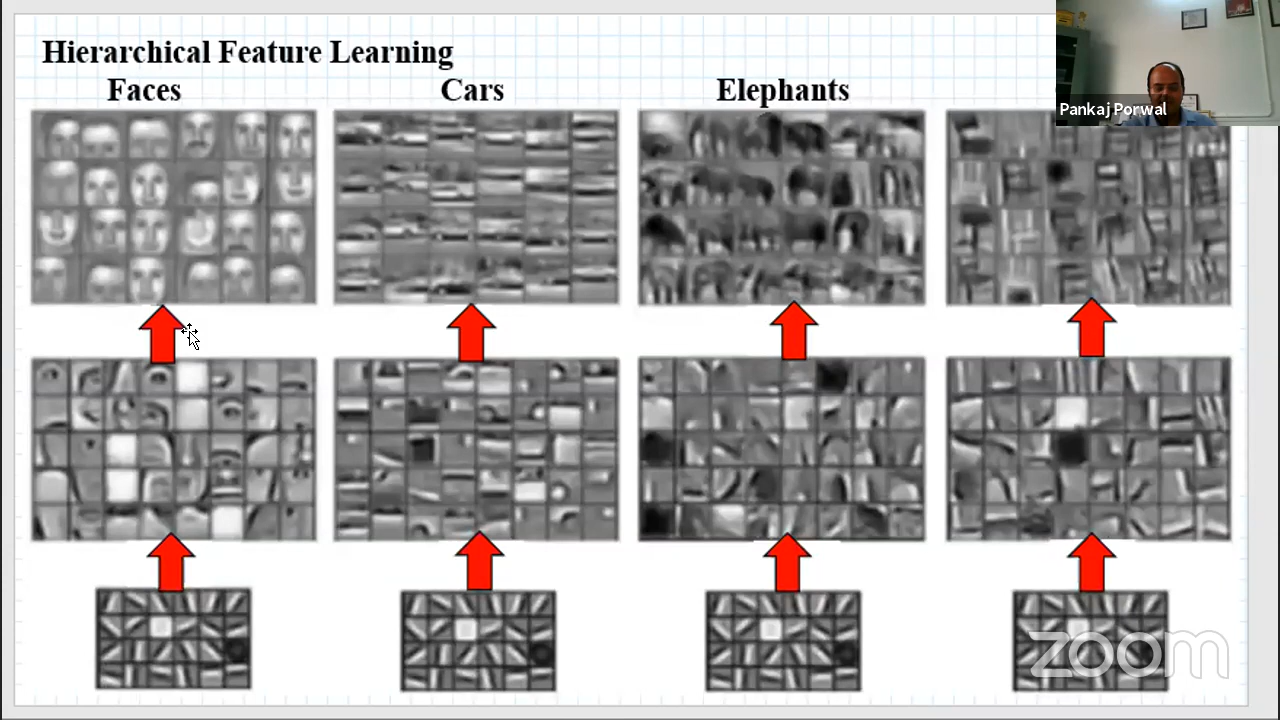 Hierarchical Feature Learning
Faces
Cars
Elephants
Pankaj Porwal
zoom